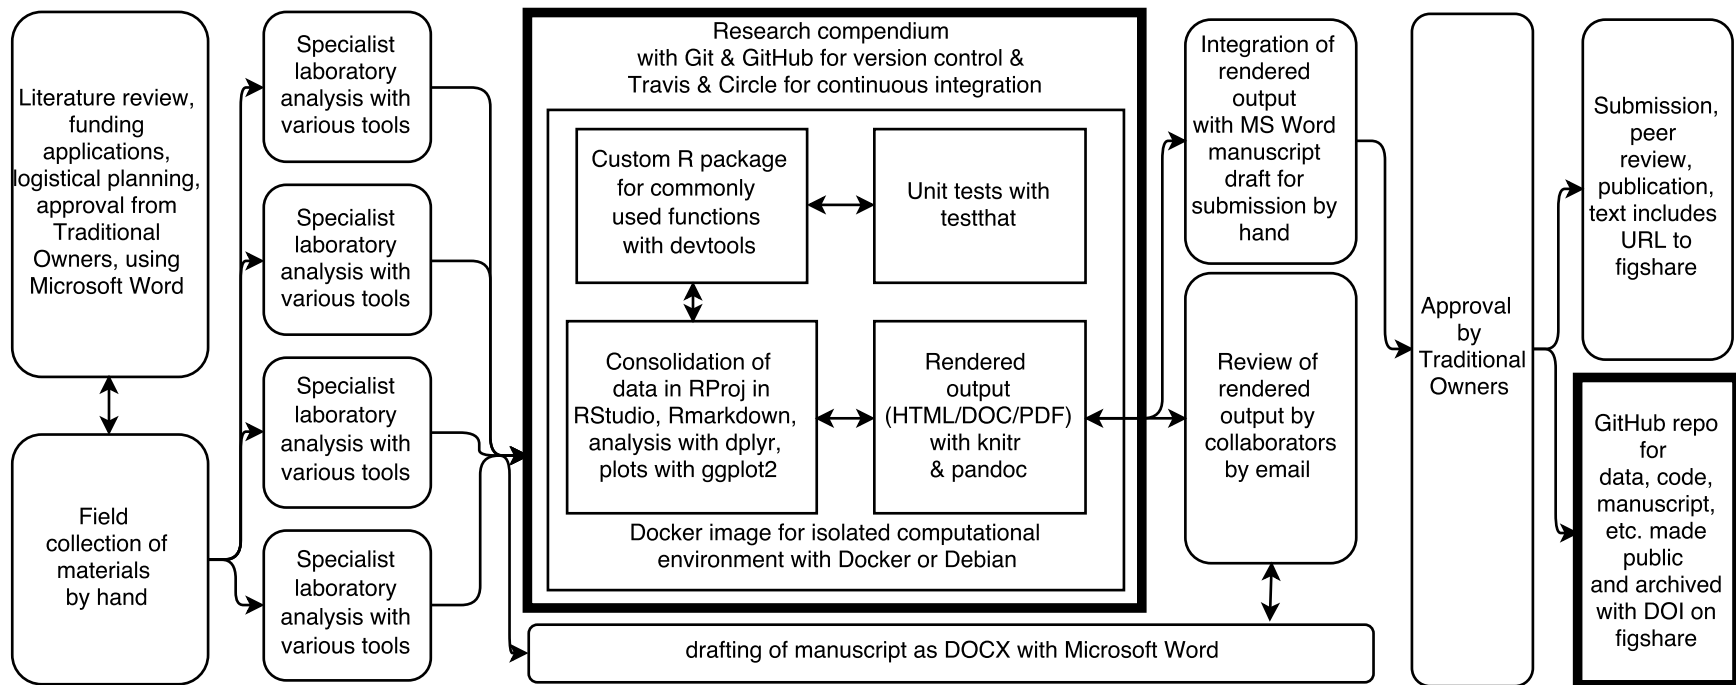 Literature review,
funding
applications,
logistical planning,
approval from
Traditional
Owners, using
Microsoft Word
Field
collection of
materials
by hand
Specialist
laboratory
analysis with
various tools
Specialist
laboratory
analysis with
various tools
Specialist
laboratory
analysis with
various tools
Specialist
laboratory
analysis with
various tools
Research compendium
with Git & GitHub for version control &
Travis & Circle for continuous integration
Custom R package
for commonly
used functions
with devtools
Unit tests with
testthat
Consolidation of
data in RProj in
RStudio, Rmarkdown,
analysis with dplyr,
plots with ggplot2
Rendered
output
(HTML/DOC/PDF)
with knitr
& pandoc
Docker image for isolated computational
environment with Docker or Debian
drafting of manuscript as DOCX with Microsoft Word
Integration of
rendered
output
with MS Word
manuscript
draft for
submission by
hand
Review of
rendered
output by
collaborators
by email
Approval
by
Traditional
Owners
Submission,
peer
review,
publication,
text includes
URL to
figshare
GitHub repo
for
data, code,
manuscript,
etc. made
public
and archived
with DOI on
figshare